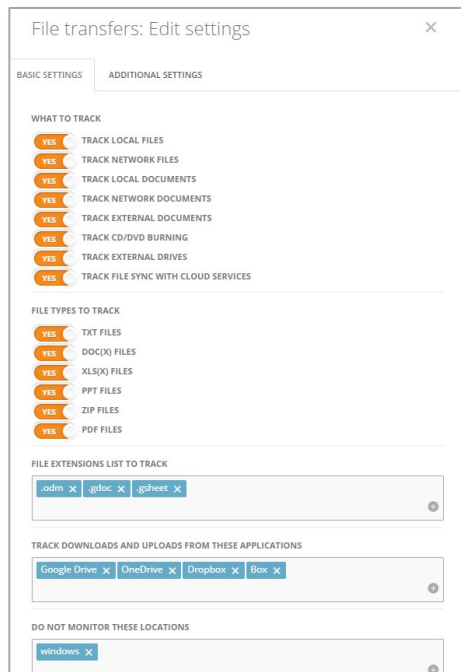 File transfers: Edit settings ×
BASIC SETTINGS ADDITIONAL SETTINGS
WHAT TO TRACK
YES TRACK LOCAL FILES
YES TRACK NETWORK FILES
YES TRACK LOCAL DOCUMENTS
YES TRACK NETWORK DOCUMENTS
YES TRACK EXTERNAL DOCUMENTS
YES TRACK CD/DVD BURNING
YES TRACK EXTERNAL DRIVES
YES TRACK FILE SYNC WITH CLOUD SERVICES
FILE TYPES TO TRACK
YES TXT FILES
YES DOC(X) FILES
YES XLS(X) FILES
YES PPT FILES
YES ZIP FILES
YES PDF FILES
FILE EXTENSIONS LIST TO TRACK
.odm × .gdoc × .gsheet ×
TRACK DOWNLOADS AND UPLOADS FROM THESE APPLICATIONS
Google Drive × OneDrive × Dropbox × Box ×
DO NOT MONITOR THESE LOCATIONS
windows ×